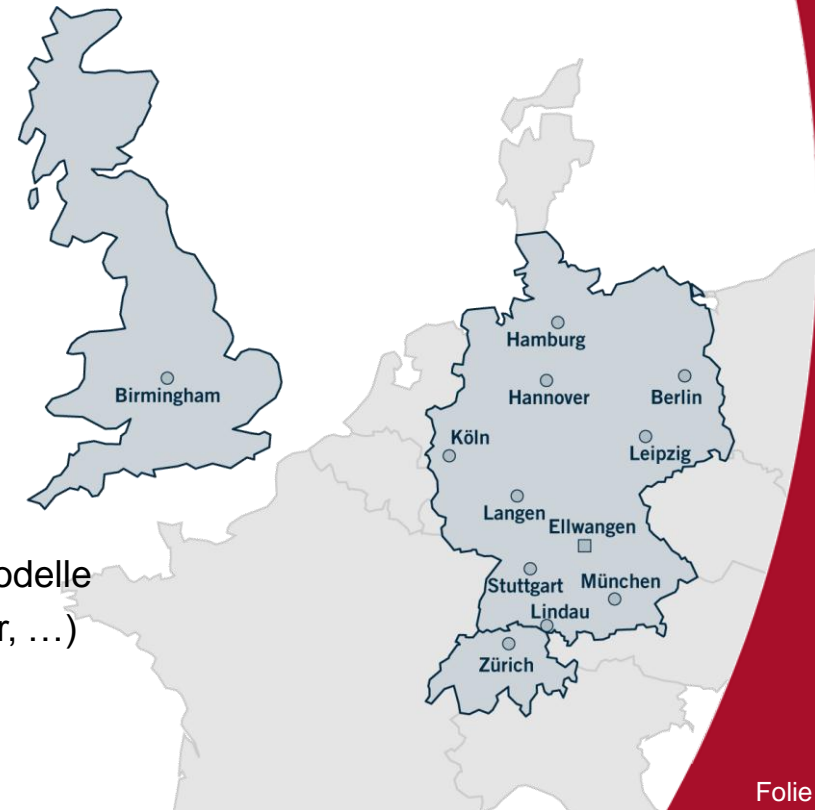 Hamburg
Birmingham
Hannover
Berlin
Köln
Leipzig
Langen
Ellwangen
Stuttgart
München
Lindau
Zürich
odelle
r, …)
Folie